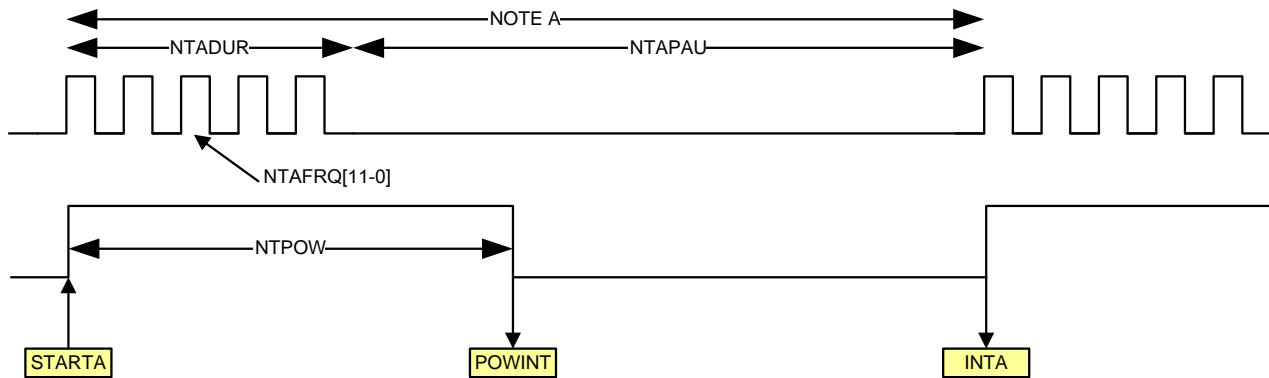 NOTE A
NTADUR
NTAPAU
NTAFRQ[11-0]
NTPOW
STARTA
POWINT
INTA